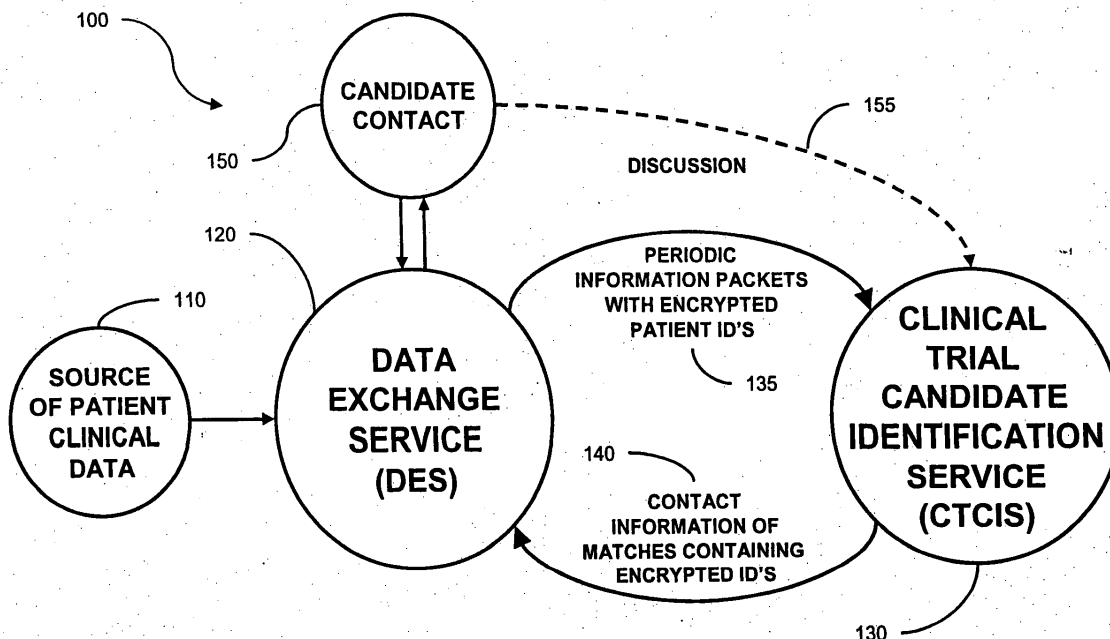 100
CANDIDATE
CONTACT
150
155
DISCUSSION
120
110
PERIODIC
INFORMATION PACKETS
WITH ENCRYPTED
PATIENT ID'S
135
SOURCE
OF PATIENT
CLINICAL
DATA
DATA
EXCHANGE
SERVICE
(DES)
CLINICAL
TRIAL
CANDIDATE
IDENTIFICATION
SERVICE
(CTCIS)
140
CONTACT
INFORMATION OF
MATCHES CONTAINING
ENCRYPTED ID'S
130